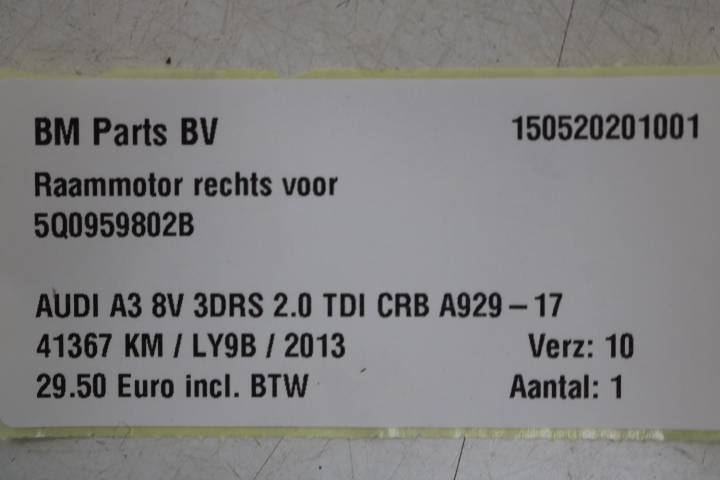 BM Parts BV 150520201001
Raammotor rechts voor
5Q0959802B
AUDI A3 8V 3DRS 2.0 TDI CRB A929 – 17
41367 KM / LY9B / 2013 Verz: 10
29.50 Euro incl. BTW Aantal: 1